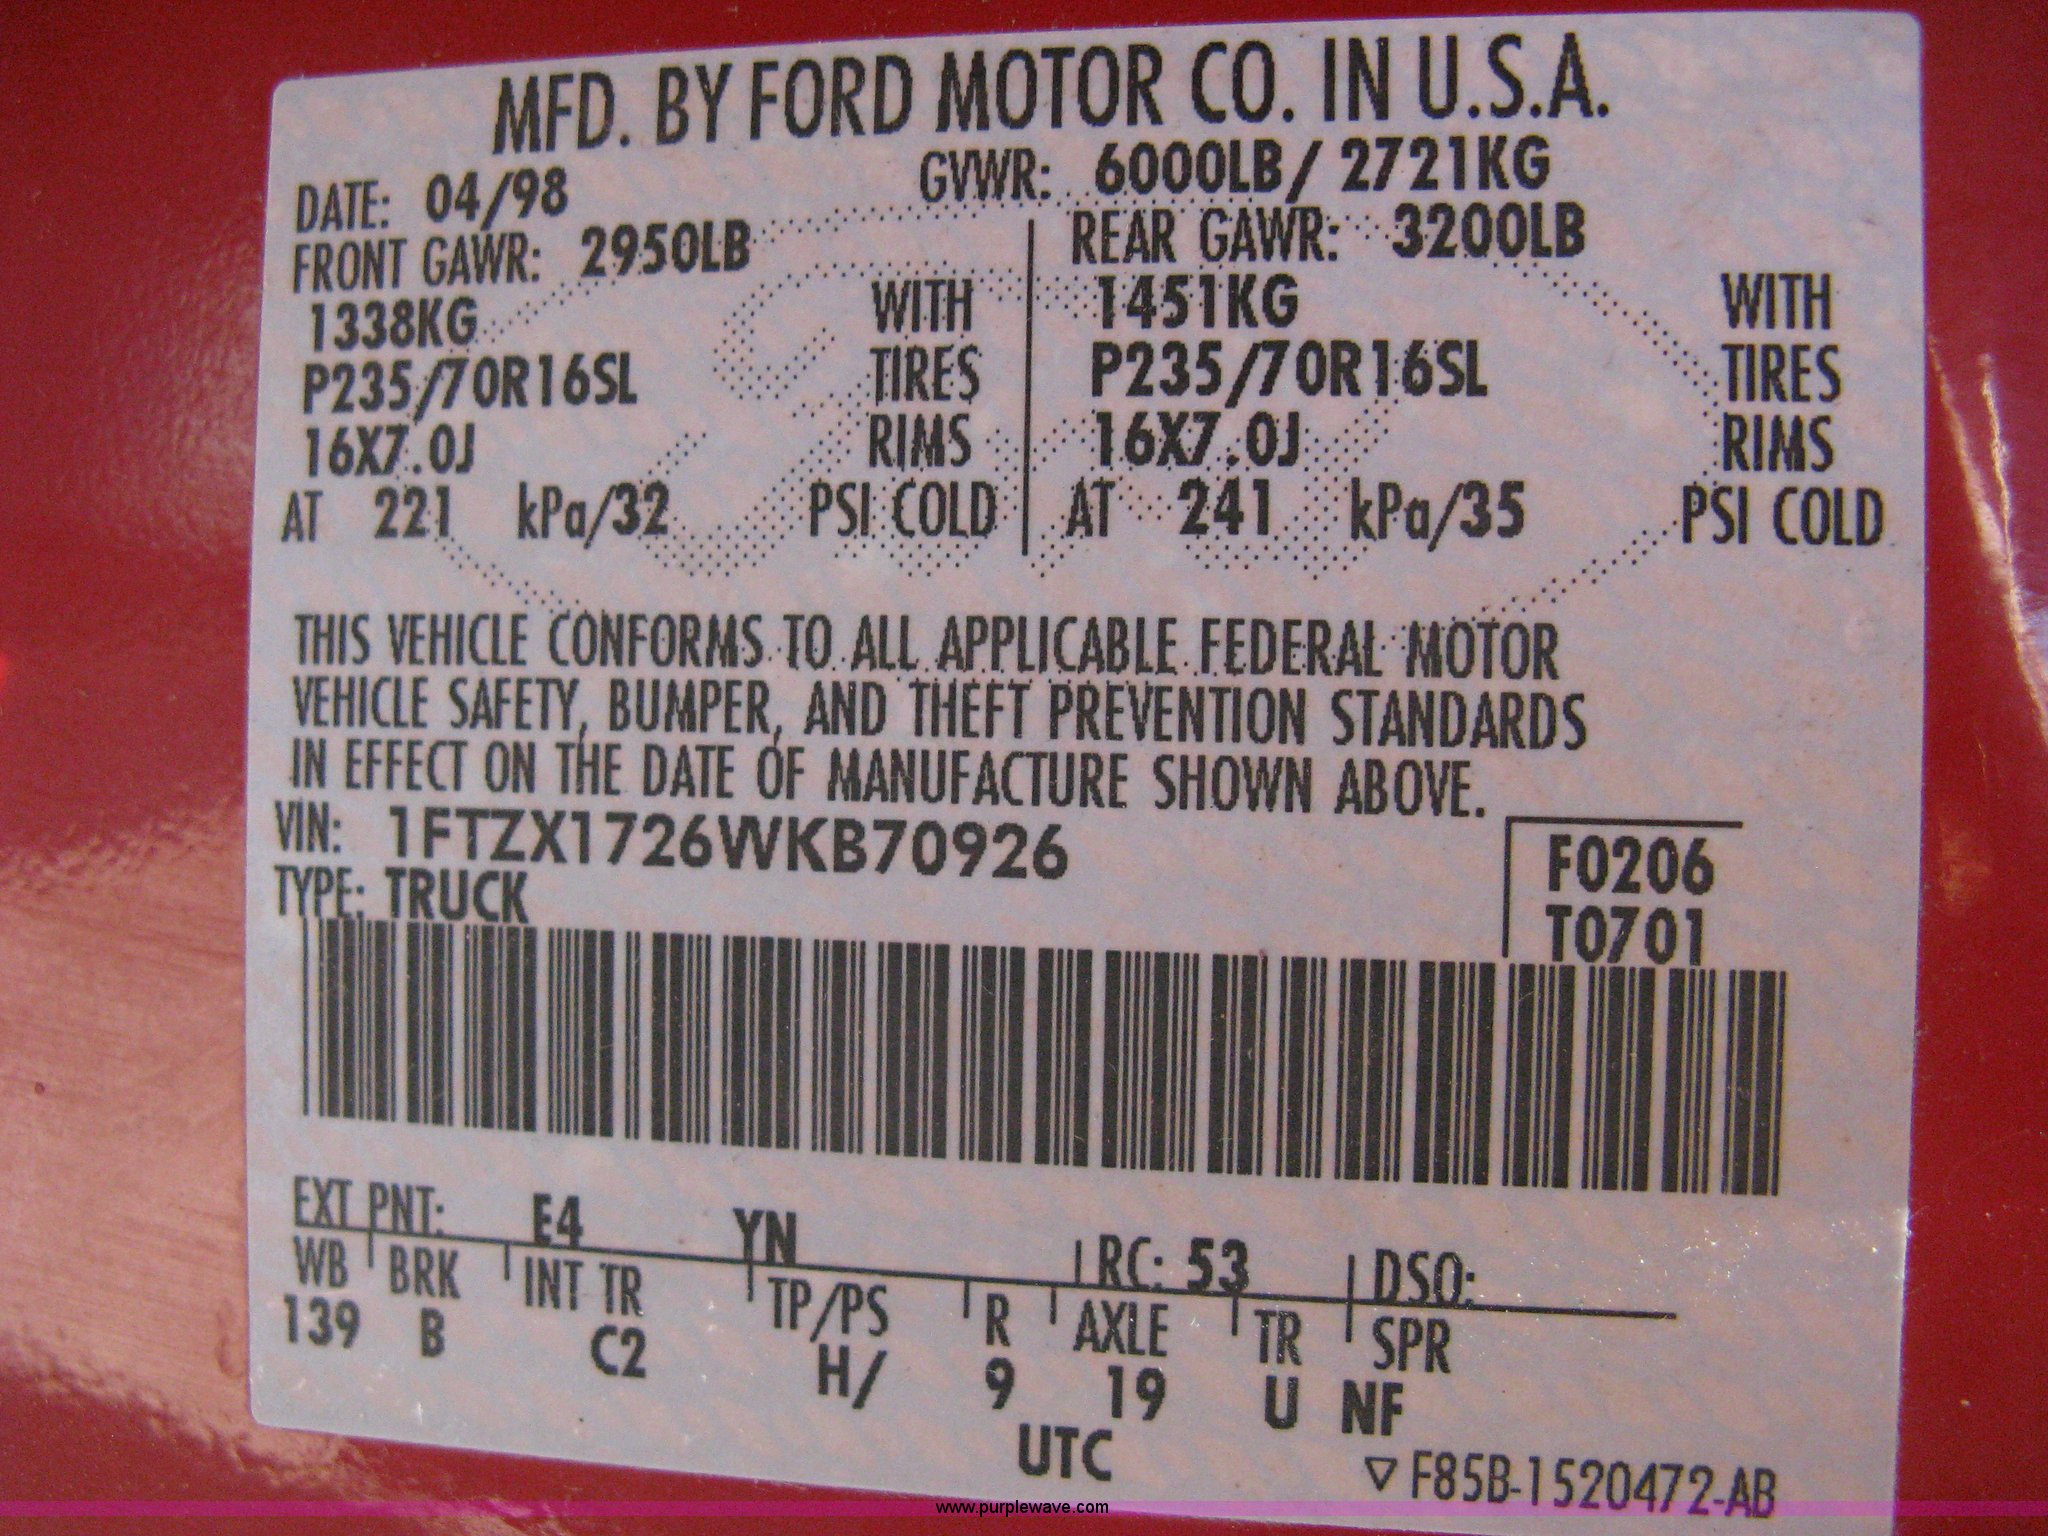 MFD. BY FORD MOTOR CO. IN U.S.A.
DATE: 04/98 GVWR: 6000LB/ 2721KG
FRONT GAWR: 2950LB REAR GAWR: 3200LB
1338KG WITH 1451KG WITH
P235/70R16SL TIRES P235/70R16SL TIRES
16X7.0J RIMS 16X7.0J RIMS
AT 221 kPa/32 PSI COLD AT 241 kPa/35 PSI COLD
THIS VEHICLE CONFORMS TO ALL APPLICABLE FEDERAL MOTOR
VEHICLE SAFETY, BUMPER, AND THEFT PREVENTION STANDARDS
IN EFFECT ON THE DATE OF MANUFACTURE SHOWN ABOVE.
VIN: 1FTZX1726WKB70926 F0206
TYPE: TRUCK T0701
EXT PNT: E4 YN RC: 53 DSO:
WB BRK INT TR TP/PS R AXLE TR SPR
139 B C2 H/ 9 19 U NF
UTC
▽ F85B-1520472-AB
www.purplewave.com